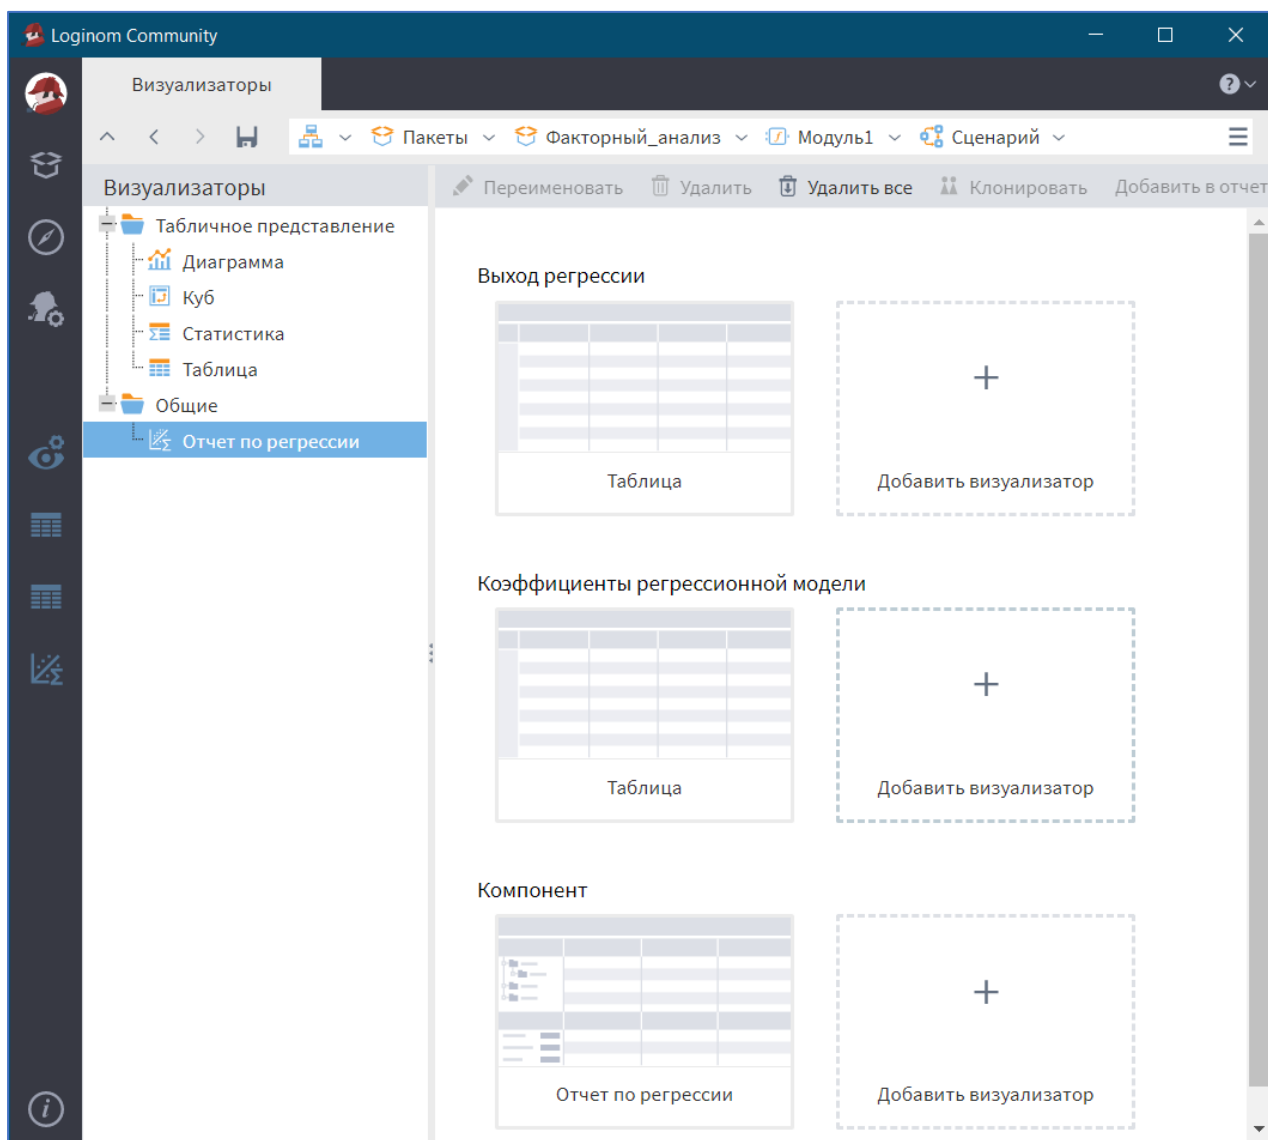 Loginom Community
Визуализаторы
Пакеты Факторный_анализ Модуль1 Сценарий
Визуализаторы
Переименовать Удалить Удалить все Клонировать Добавить в отчет
Табличное представление
Диаграмма
Куб
Статистика
Таблица
Общие
Отчет по регрессии
Выход регрессии
Таблица
Добавить визуализатор
Коэффициенты регрессионной модели
Таблица
Добавить визуализатор
Компонент
Отчет по регрессии
Добавить визуализатор